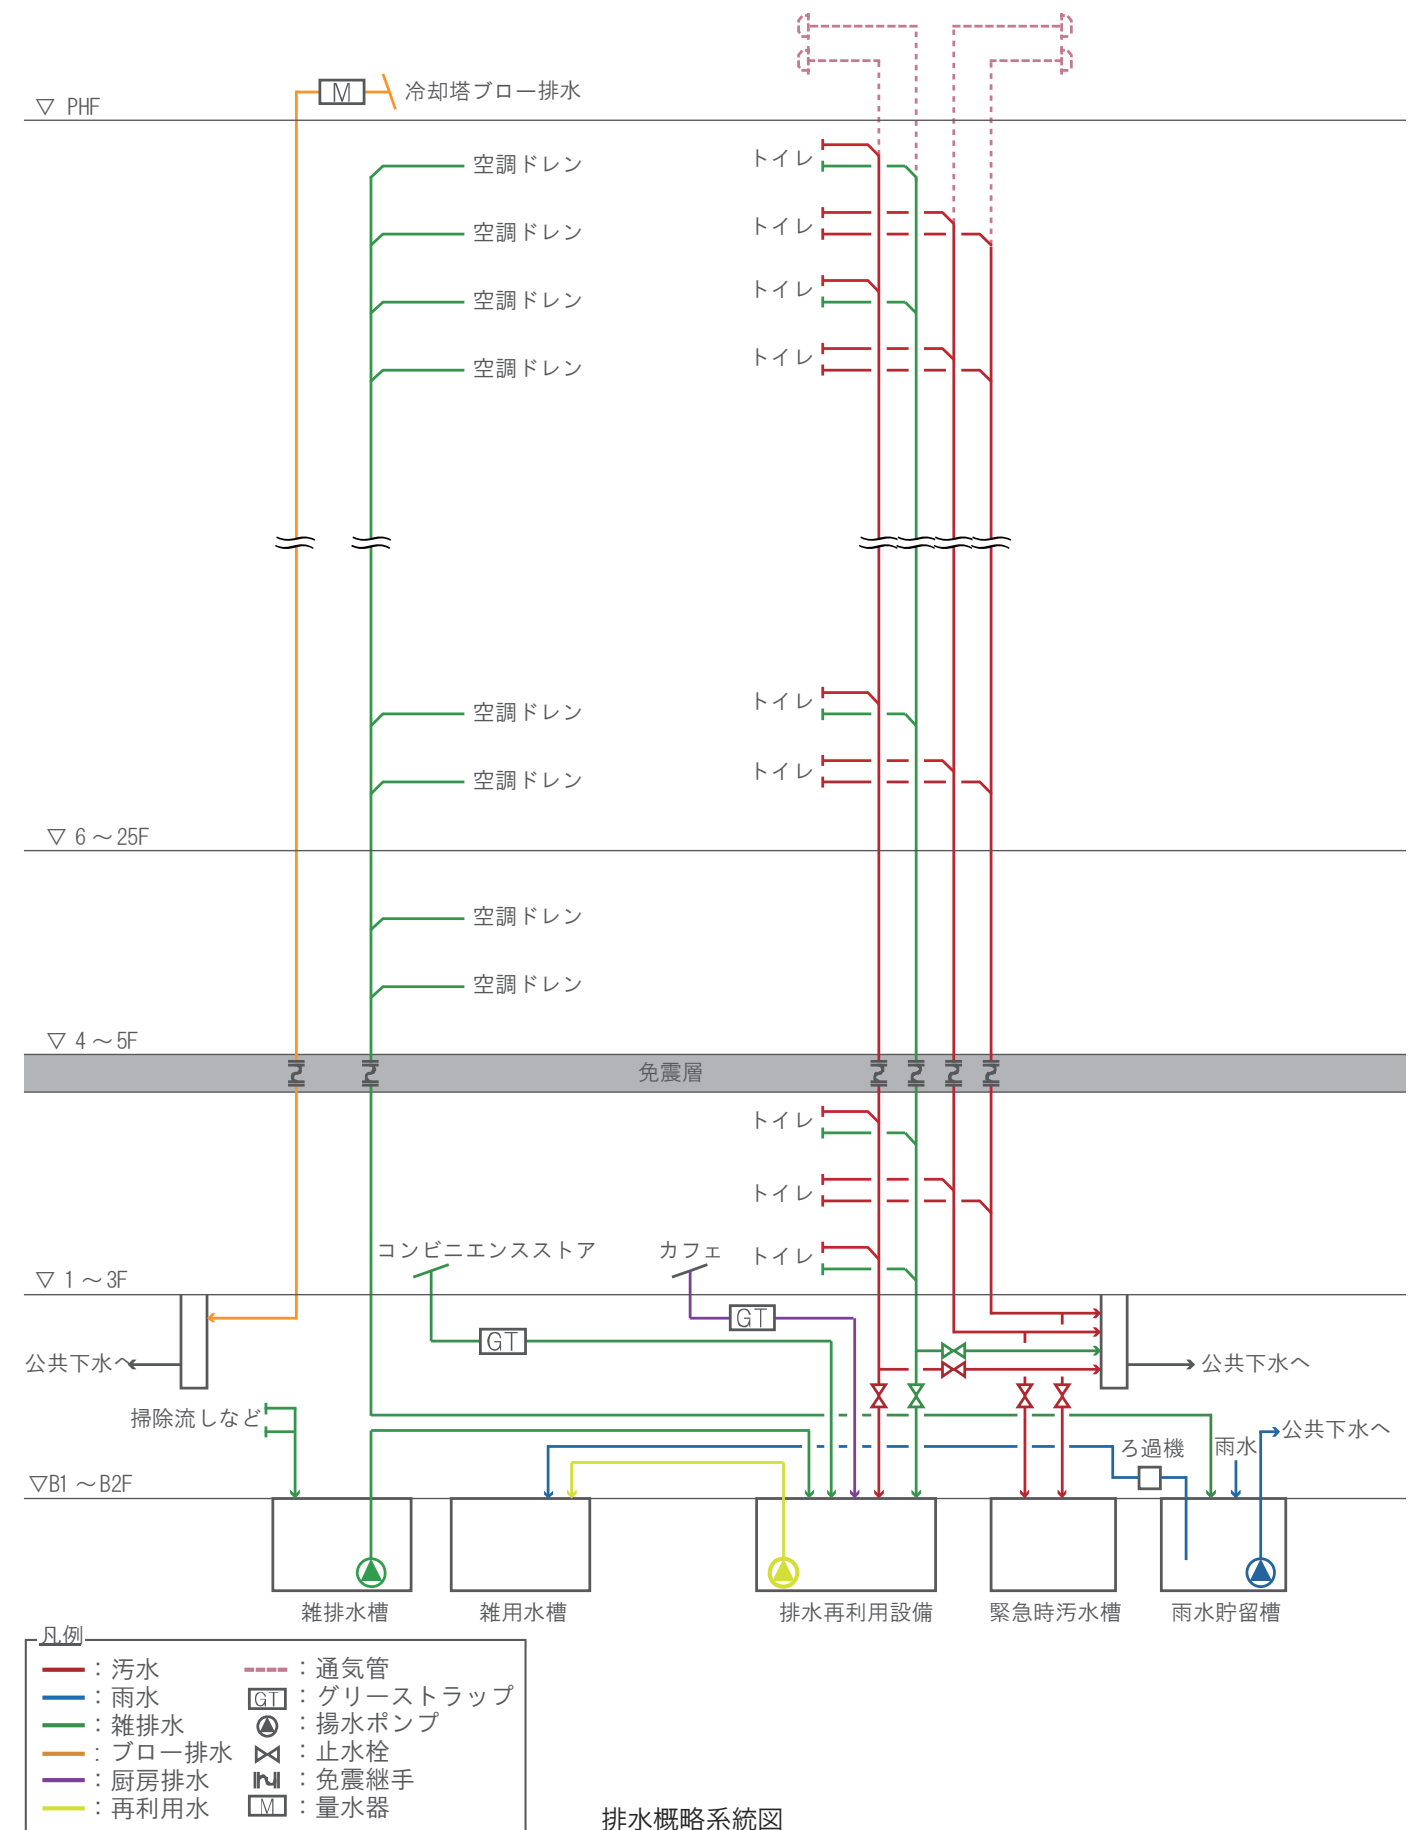 冷却塔ブロー排水
▽ PHF
空調ドレン
トイレ
空調ドレン
トイレ
空調ドレン
トイレ
空調ドレン
トイレ
空調ドレン
トイレ
空調ドレン
トイレ
▽ 6～25F
空調ドレン
空調ドレン
▽ 4～5F
免震層
トイレ
トイレ
コンビニエンスストア
カフェ
トイレ
▽ 1～3F
GT
GT
公共下水へ
公共下水へ
掃除流しなど
公共下水へ
ろ過機
雨水
▽B1～B2F
雑排水槽
雑用水槽
排水再利用設備
緊急時汚水槽
雨水貯留槽
M
凡例
：汚水
：雨水
：雑排水
：ブロー排水
：厨房排水
：再利用水
：通気管
GT：グリーストラップ
：揚水ポンプ
：止水栓
：免震継手
M：量水器
排水概略系統図